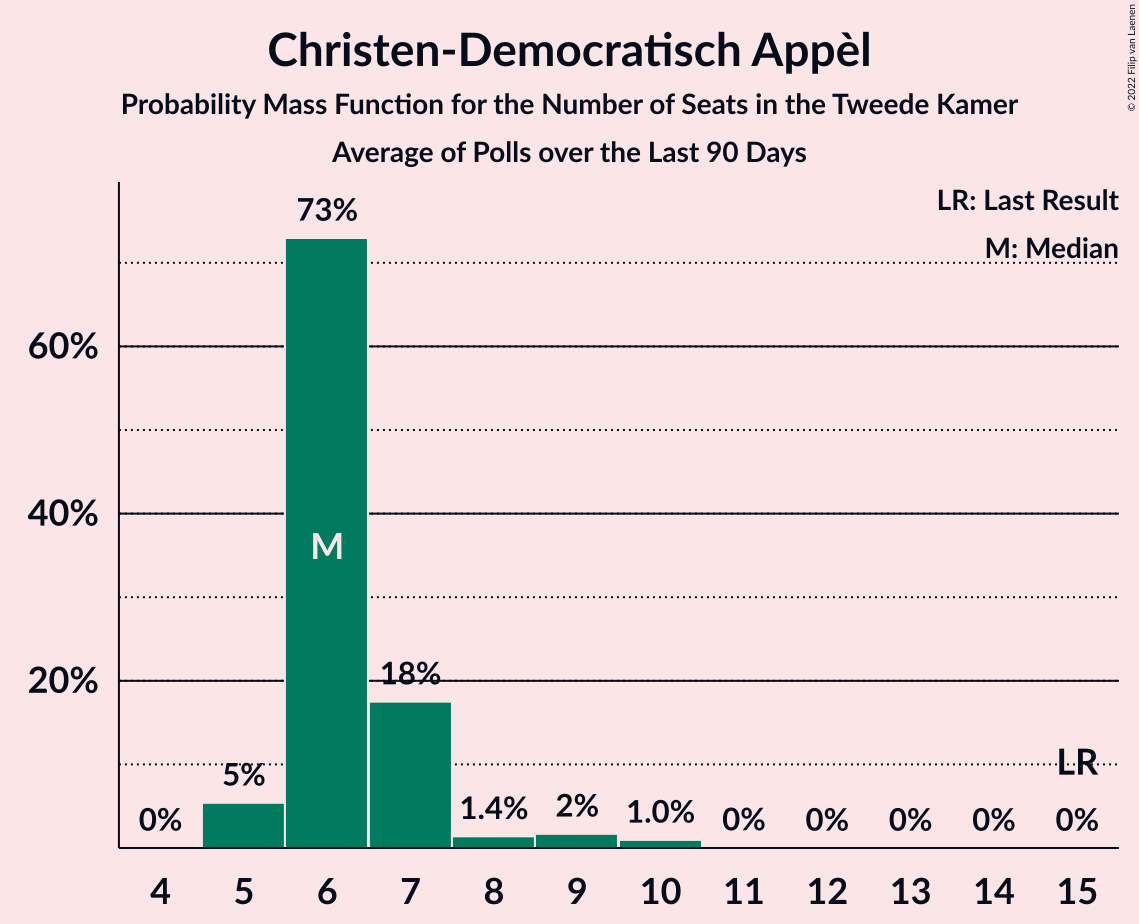 Christen-Democratisch Appèl
Probability Mass Function for the Number of Seats in the Tweede Kamer
Average of Polls over the Last 90 Days
© 2022 Filip van Laenen
LR: Last Result
M: Median
73%
60%
40%
M
20%
18%
LR
5%
0%
1.4%
2%
1.0%
0%
0%
0%
0%
0%
4 5 6 7 8 9 10 11 12 13 14 15